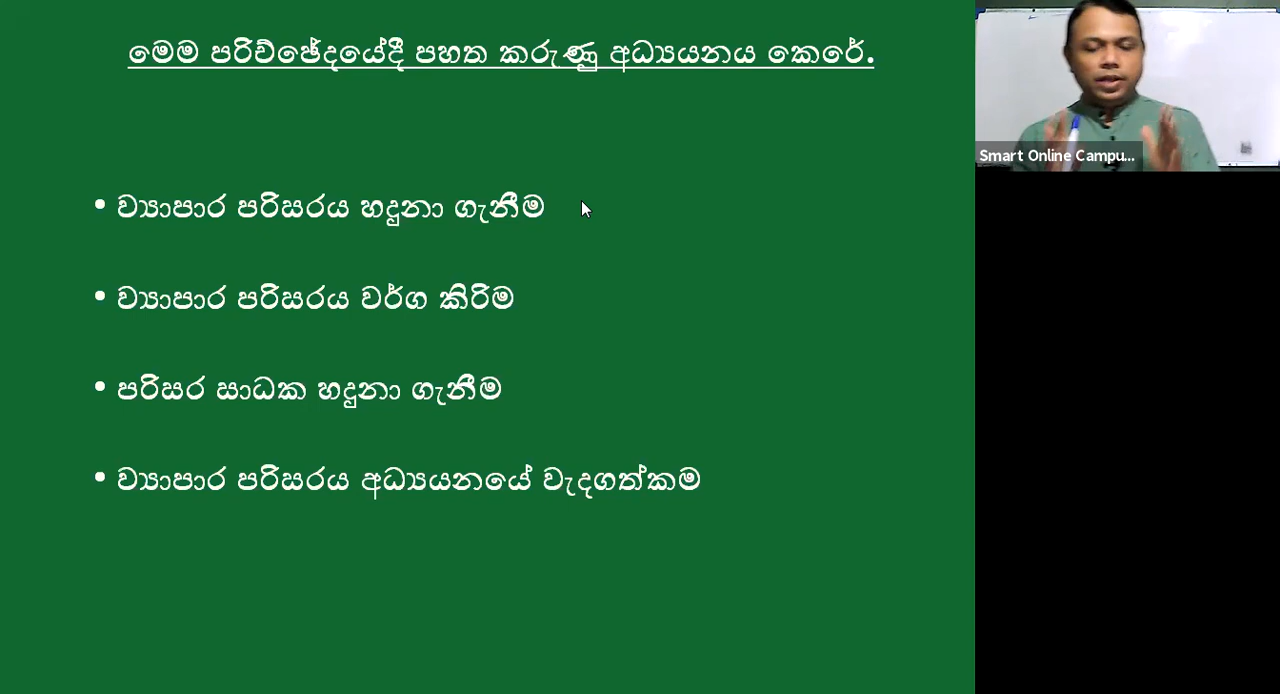 මෙම පරිච්ඡේදයේදී පහත කරුණු අධ්‍යයනය කෙරේ.
• ව්‍යාපාර පරිසරය හදුනා ගැනීම
• ව්‍යාපාර පරිසරය වර්ග කිරිම
• පරිසර සාධක හදුනා ගැනීම
• ව්‍යාපාර පරිසරය අධ්‍යයනයේ වැදගත්කම
Smart Online Campu...